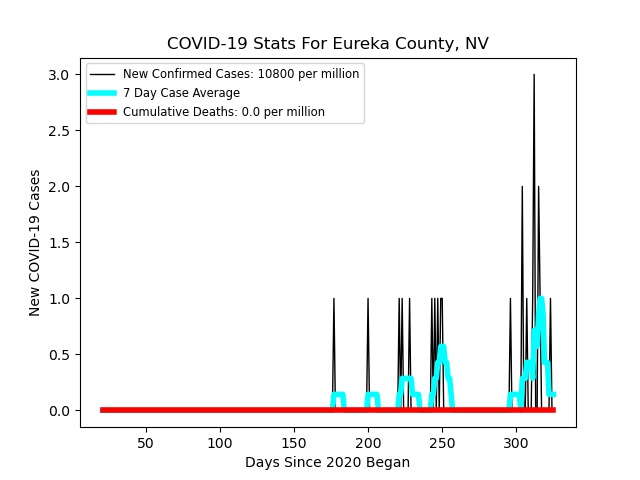 COVID-19 Stats For Eureka County, NV
New Confirmed Cases: 10800 per million
7 Day Case Average
Cumulative Deaths: 0.0 per million
3.0
2.5
2.0
1.5
1.0
0.5
0.0
New COVID-19 Cases
50 100 150 200 250 300
Days Since 2020 Began